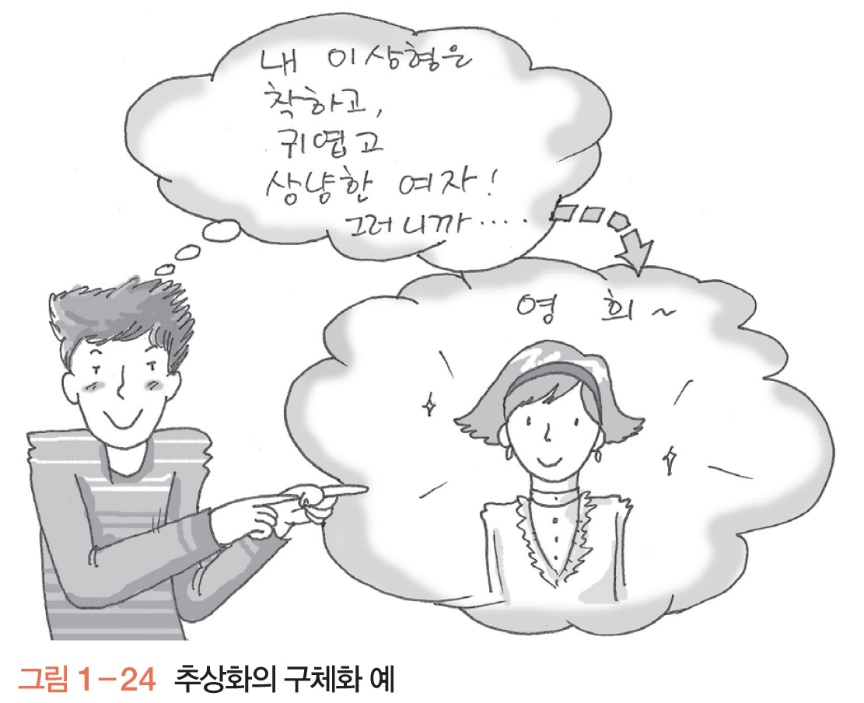 내 이상형은
착하고,
귀엽고
상냥한 여자!
그러니까 ....
영 희 ~
그림 1-24 추상화의 구체화 예